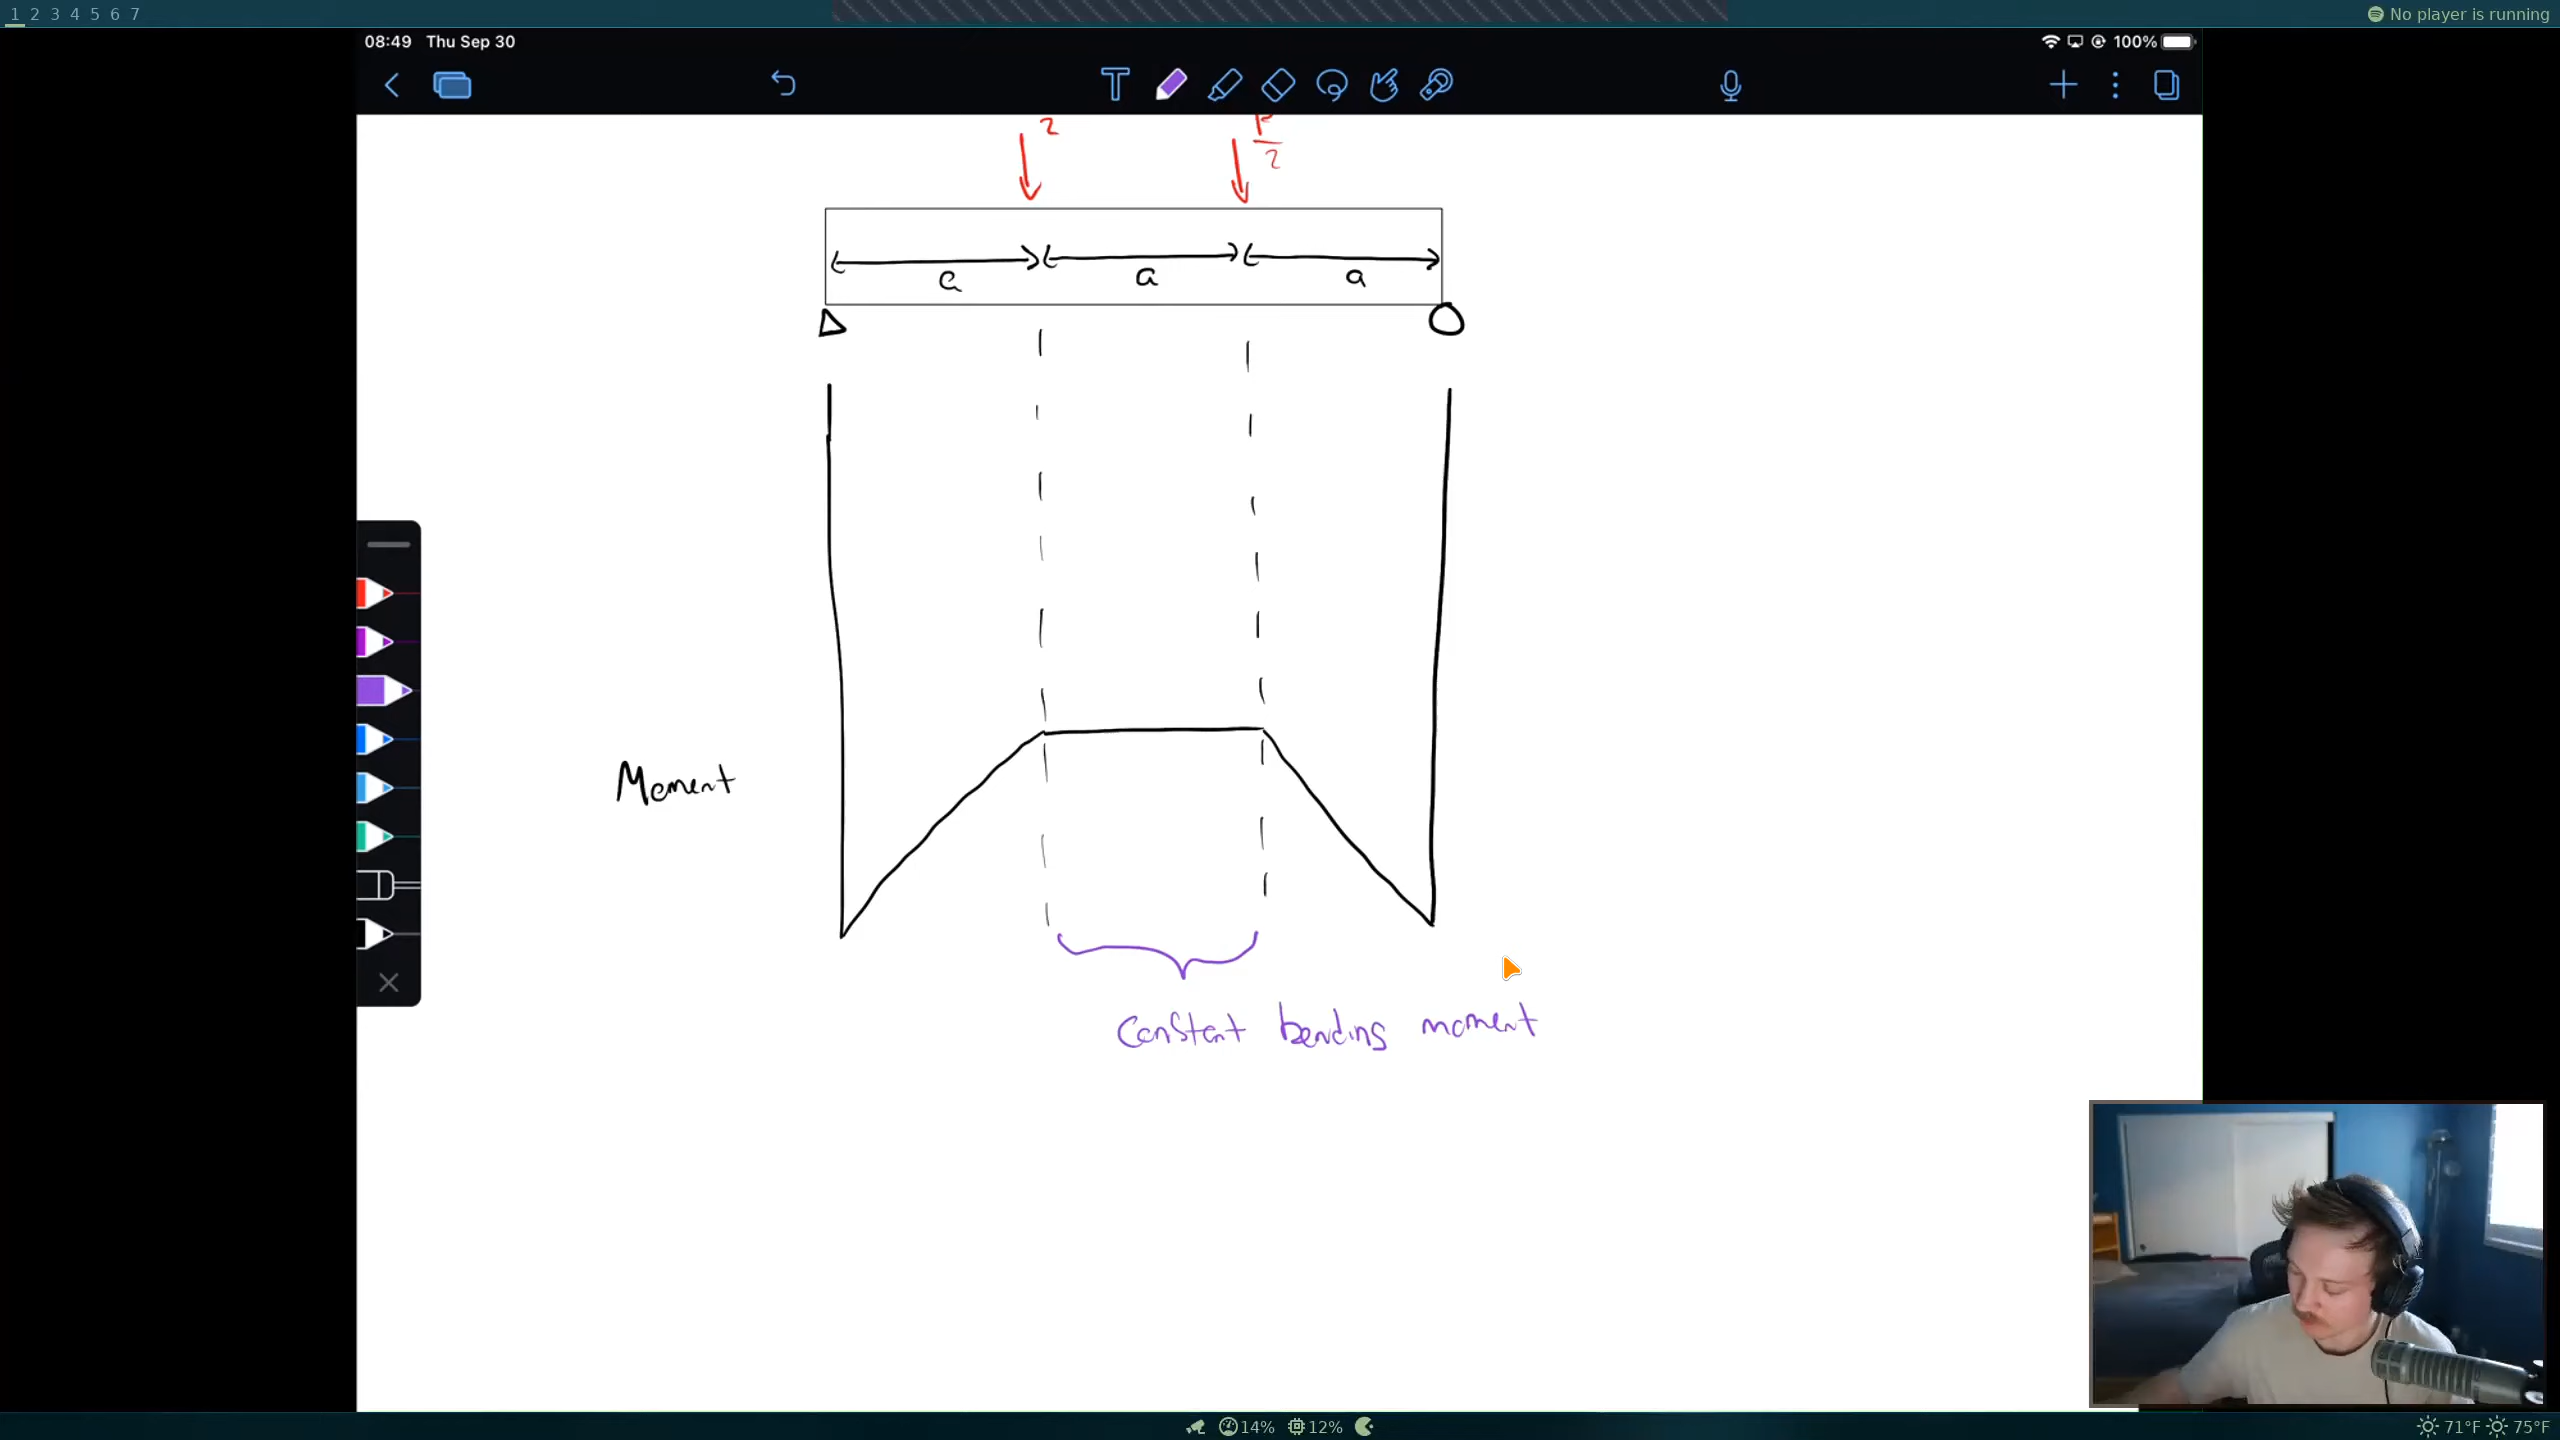 1 2 3 4 5 6 7
No player is running
08:49 Thu Sep 30
100%
T
2
P
2
a a a
Moment
Constant bending moment
14% 12%
71°F 75°F